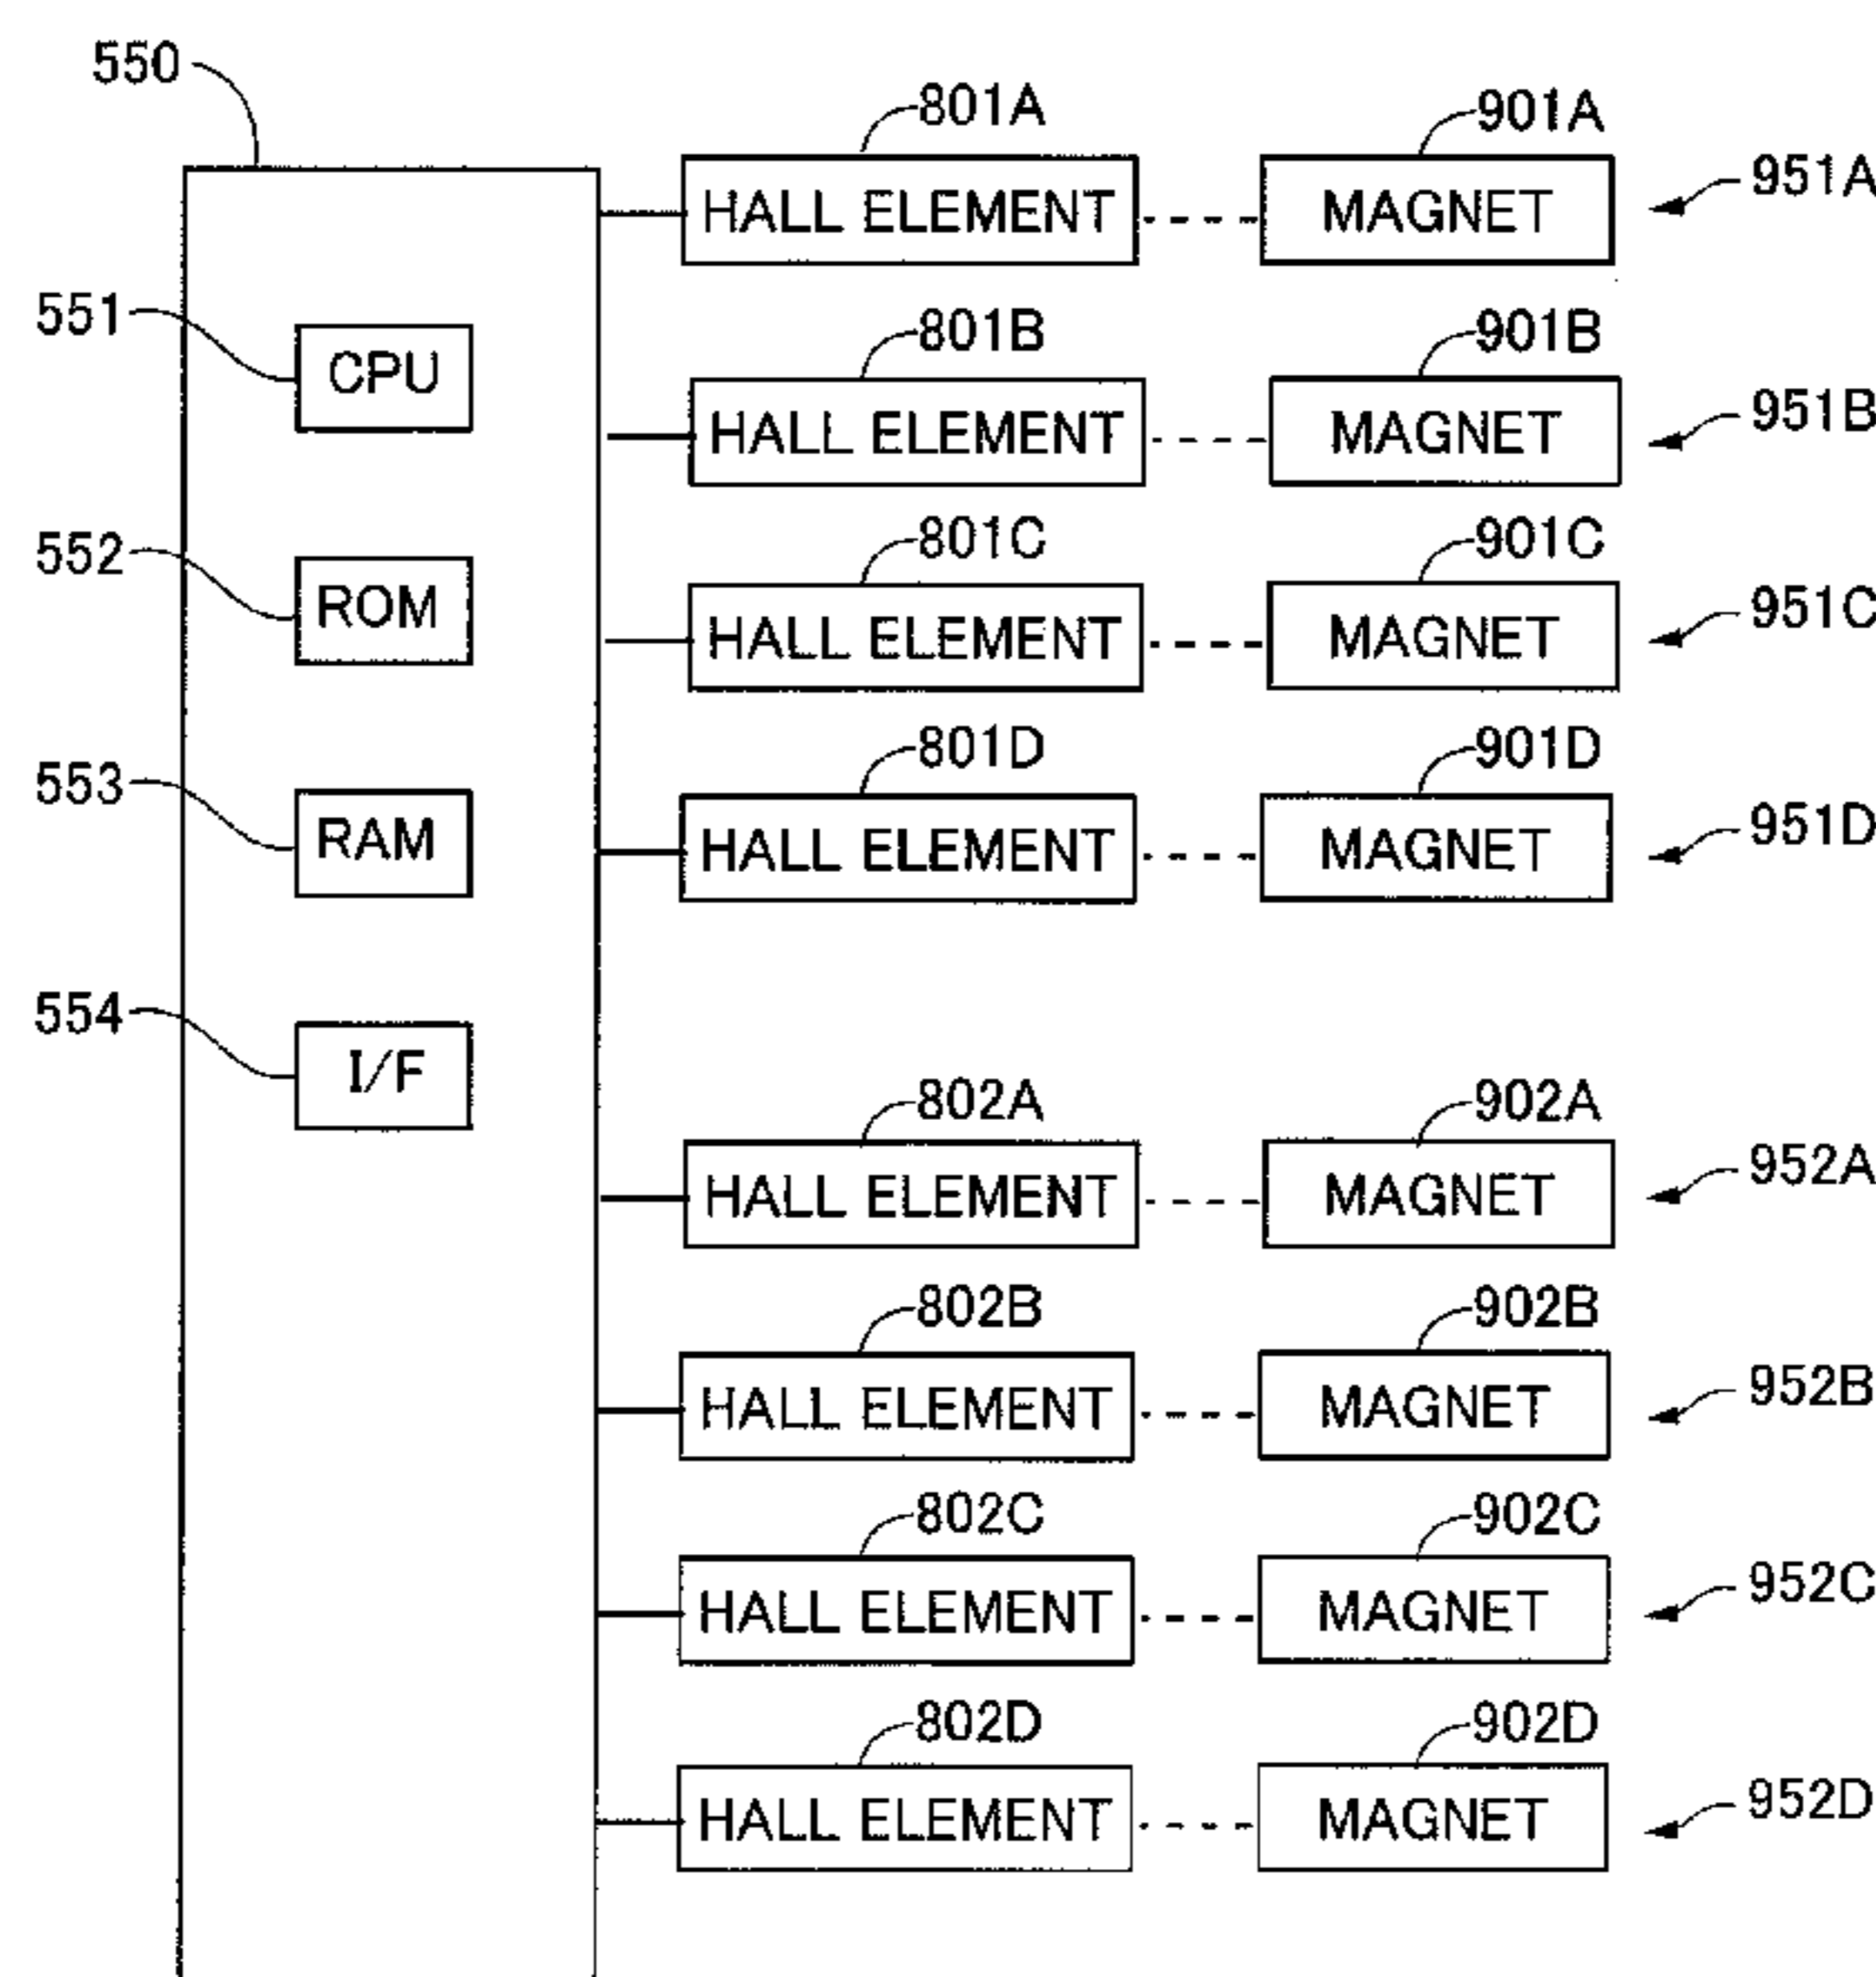 550
551
CPU
552
ROM
553
RAM
554
I/F
801A 901A
HALL ELEMENT MAGNET 951A
801B 901B
HALL ELEMENT MAGNET 951B
801C 901C
HALL ELEMENT MAGNET 951C
801D 901D
HALL ELEMENT MAGNET 951D
802A 902A
HALL ELEMENT MAGNET 952A
802B 902B
HALL ELEMENT MAGNET 952B
802C 902C
HALL ELEMENT MAGNET 952C
802D 902D
HALL ELEMENT MAGNET 952D